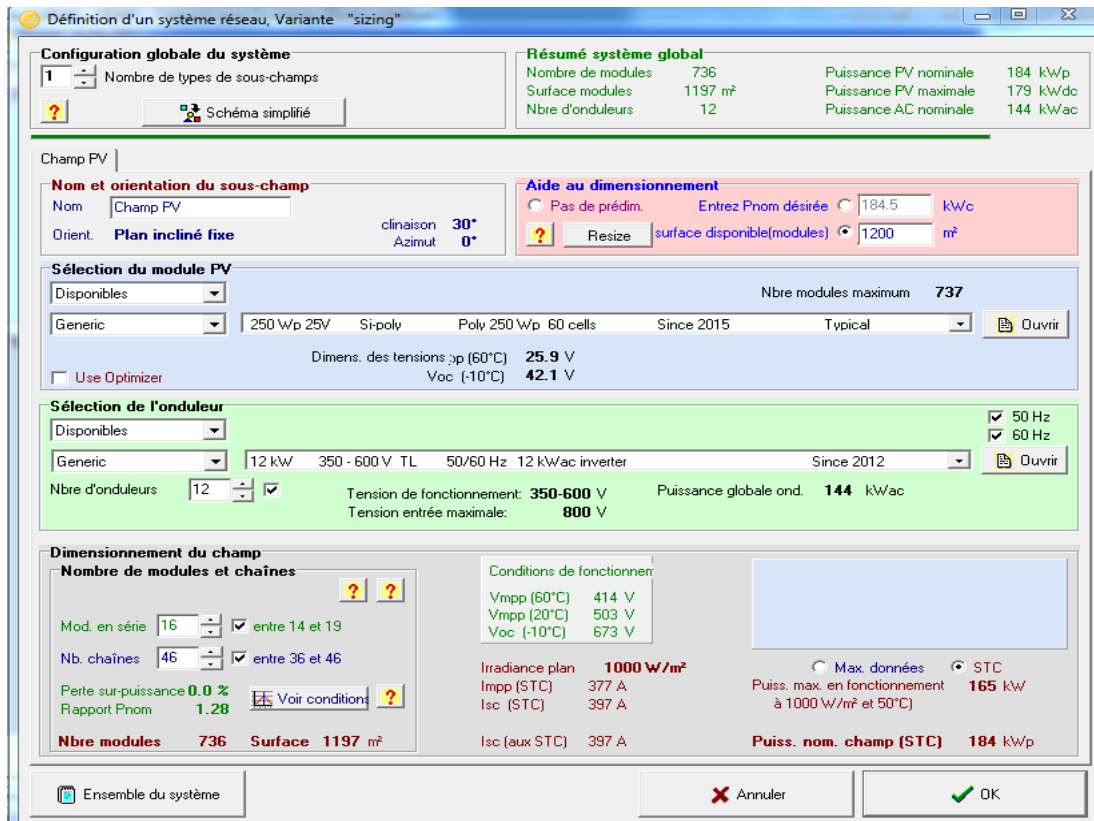 Définition d'un système réseau, Variante "sizing"
Configuration globale du système
1 Nombre de types de sous-champs
? Schéma simplifié
Résumé système global
Nombre de modules 736 Puissance PV nominale 184 kWp
Surface modules 1197 m² Puissance PV maximale 179 kWdc
Nbre d'onduleurs 12 Puissance AC nominale 144 kWac
Champ PV
Nom et orientation du sous-champ
Nom Champ PV
Orient. Plan incliné fixe
clinaison 30°
Azimut 0°
Aide au dimensionnement
Pas de prédim. Entrez Pnom désirée 184.5 kWc
? Resize surface disponible(modules) 1200 m²
Sélection du module PV
Disponibles Nbre modules maximum 737
Generic 250 Wp 25V Si-poly Poly 250 Wp 60 cells Since 2015 Typical Ouvrir
Dimens. des tensions pp (60°C) 25.9 V
Use Optimizer Voc (-10°C) 42.1 V
Sélection de l'onduleur
Disponibles 50 Hz
60 Hz
Generic 12 kW 350 - 600 V TL 50/60 Hz 12 kWac inverter Since 2012 Ouvrir
Nbre d'onduleurs 12 Tension de fonctionnement: 350-600 V Puissance globale ond. 144 kWac
Tension entrée maximale: 800 V
Dimensionnement du champ
Nombre de modules et chaînes
? ?
Mod. en série 16 entre 14 et 19
Nb. chaînes 46 entre 36 et 46
Perte sur-puissance 0.0 %
Rapport Pnom 1.28
Voir conditions ?
Nbre modules 736 Surface 1197 m²
Conditions de fonctionnen
Vmpp (60°C) 414 V
Vmpp (20°C) 503 V
Voc (-10°C) 673 V
Irradiance plan 1000 W/m²
Impp (STC) 377 A
Isc (STC) 397 A
Isc (aux STC) 397 A
Max. données STC
Puiss. max. en fonctionnement 165 kW
à 1000 W/m² et 50°C)
Puiss. nom. champ (STC) 184 kWp
Ensemble du système Annuler OK